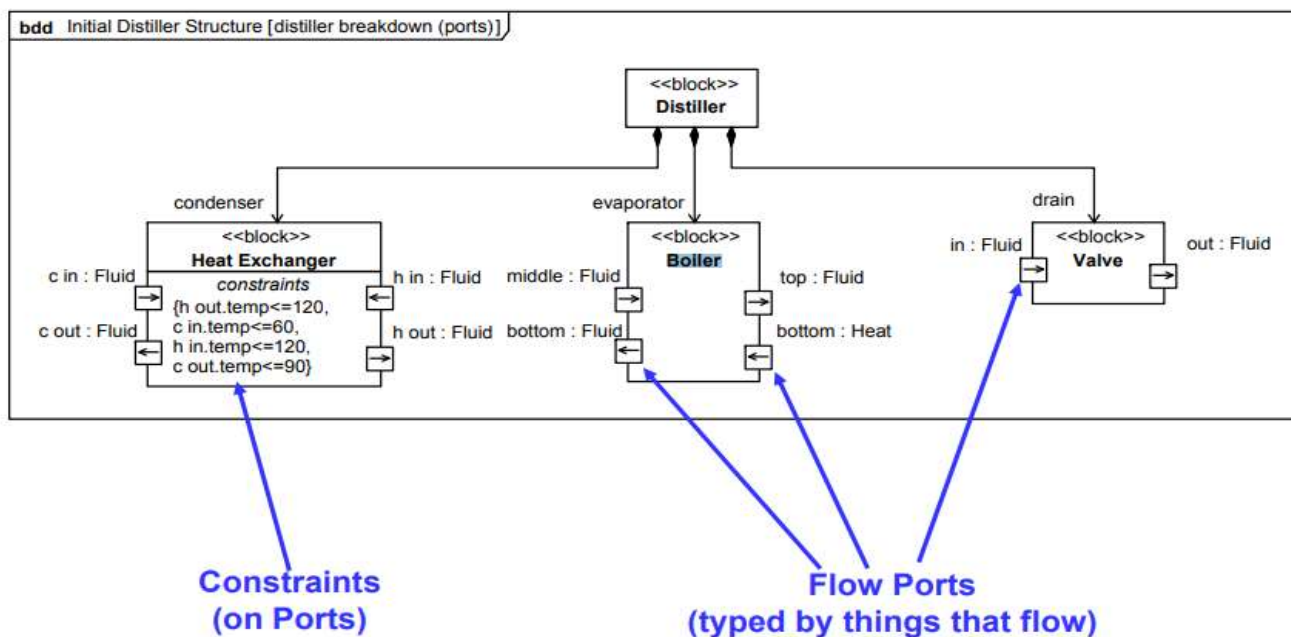 bdd Initial Distiller Structure [distiller breakdown (ports)]
<<block>>
Distiller
condenser
evaporator
drain
<<block>>
Heat Exchanger
constraints
{h out.temp<=120,
c in.temp<=60,
h in.temp<=120,
c out.temp<=90}
c in : Fluid
c out : Fluid
h in : Fluid
h out : Fluid
<<block>>
Boiler
middle : Fluid
bottom : Fluid
top : Fluid
bottom : Heat
<<block>>
Valve
in : Fluid
out : Fluid
Constraints
(on Ports)
Flow Ports
(typed by things that flow)